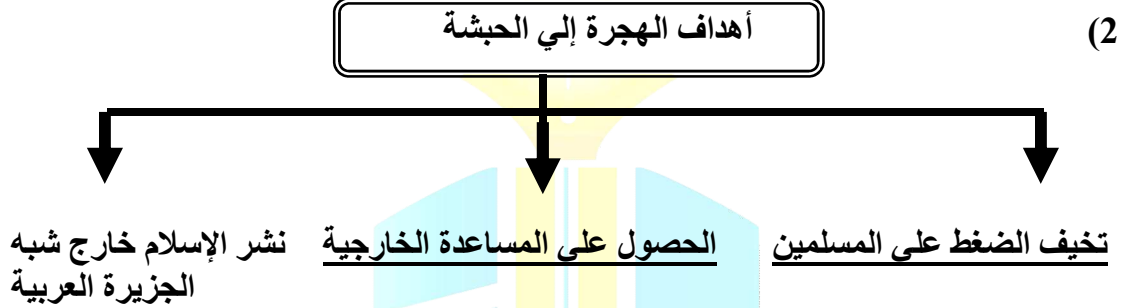 2)
أهداف الهجرة إلي الحبشة
تخيف الضغط على المسلمين
الحصول على المساعدة الخارجية
نشر الإسلام خارج شبه
الجزيرة العربية